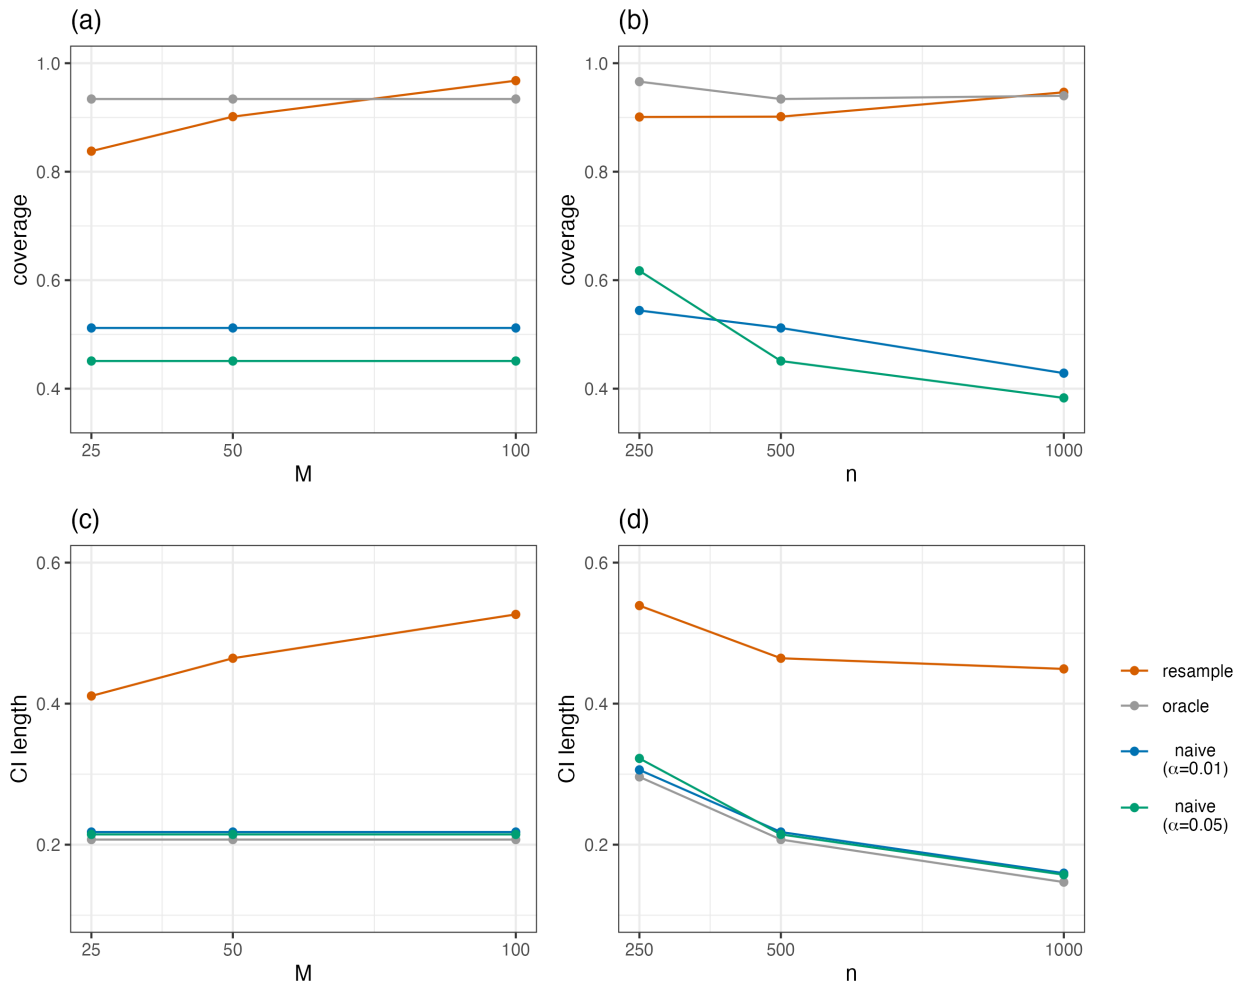 (a)
coverage
1.0
0.8
0.6
0.4
25
50
100
M
(b)
coverage
1.0
0.8
0.6
0.4
250
500
1000
n
(c)
CI length
0.6
0.4
0.2
25
50
100
M
(d)
CI length
0.6
0.4
0.2
250
500
1000
n
resample
oracle
naive
(α=0.01)
naive
(α=0.05)